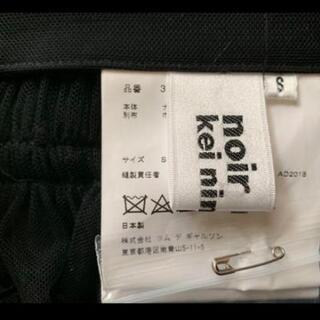 品番 3
本体
別布
サイズ S
縫製責任者
AD2018
日本製
株式会社 コム デ ギャルソン
東京都港区南青山5-11-5
noir
kei nin
S